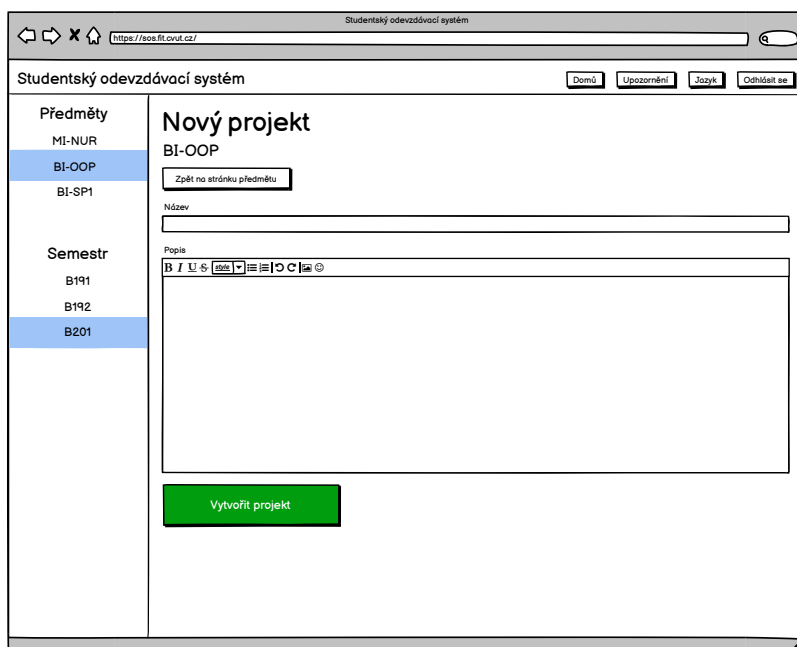 Studentský odevzdávací systém
https://sos.fit.cvut.cz/
Studentský odevzdávací systém
Domů
Upozornění
Jazyk
Odhlásit se
Předměty
MI-NUR
BI-OOP
BI-SP1
Semestr
B191
B192
B201
Nový projekt
BI-OOP
Zpět na stránku předmětu
Název
Popis
B I U S style
Vytvořit projekt